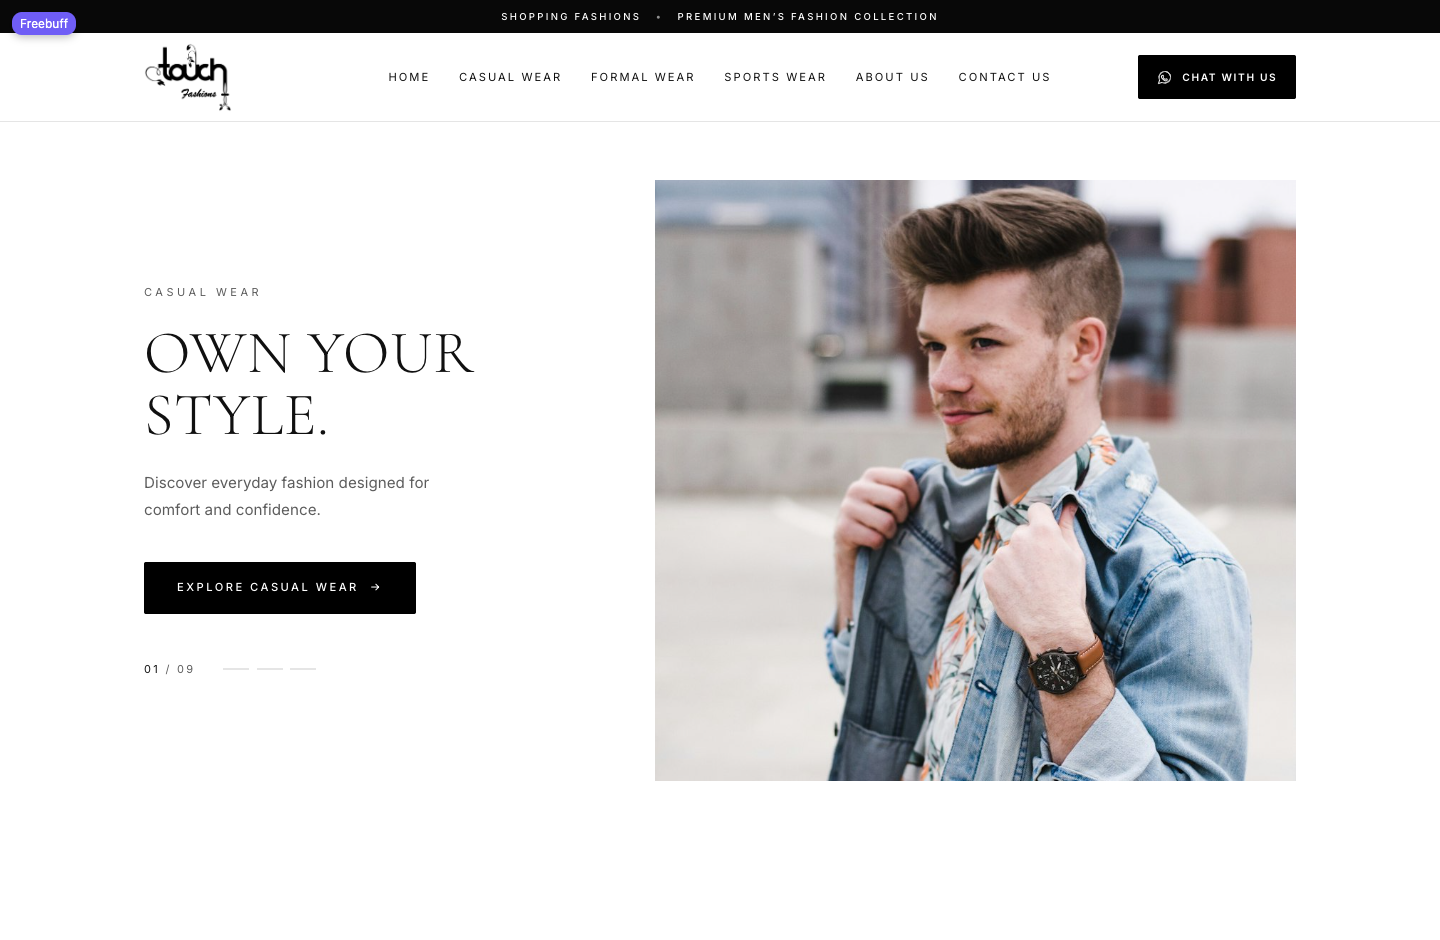 SHOPPING FASHIONS • PREMIUM MEN’S FASHION COLLECTION
Freebuff
touch
Fashions
HOME CASUAL WEAR FORMAL WEAR SPORTS WEAR ABOUT US CONTACT US
CHAT WITH US
CASUAL WEAR
OWN YOUR
STYLE.
Discover everyday fashion designed for
comfort and confidence.
EXPLORE CASUAL WEAR →
01 / 09